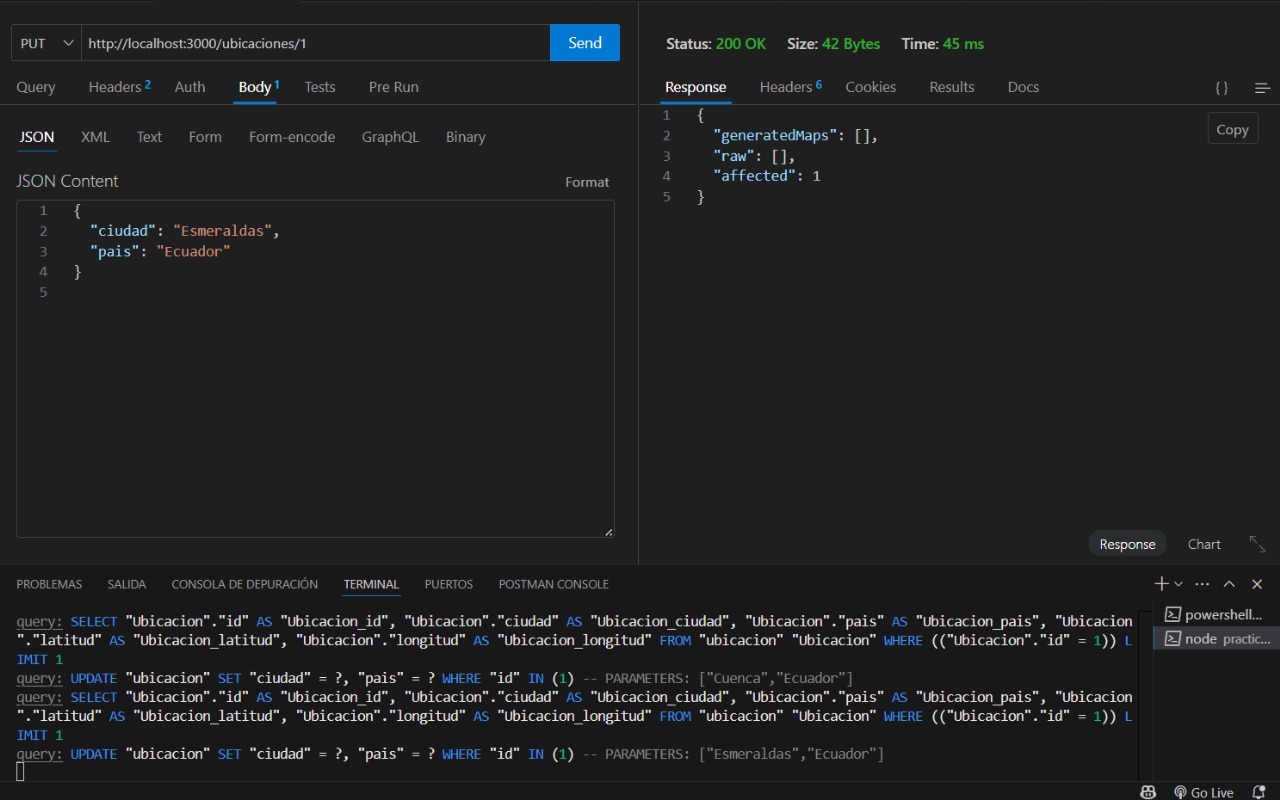 PUT http://localhost:3000/ubicaciones/1 Send
Query Headers 2 Auth Body 1 Tests Pre Run
JSON XML Text Form Form-encode GraphQL Binary
JSON Content Format
1 {
2 "ciudad": "Esmeraldas",
3 "pais": "Ecuador"
4 }
5
Status: 200 OK Size: 42 Bytes Time: 45 ms
Response Headers 6 Cookies Results Docs { }
Copy
1 {
2 "generatedMaps": [],
3 "raw": [],
4 "affected": 1
5 }
Response Chart
PROBLEMAS SALIDA CONSOLA DE DEPURACIÓN TERMINAL PUERTOS POSTMAN CONSOLE
query: SELECT "Ubicacion"."id" AS "Ubicacion_id", "Ubicacion"."ciudad" AS "Ubicacion_ciudad", "Ubicacion"."pais" AS "Ubicacion_pais", "Ubicacion
"."latitud" AS "Ubicacion_latitud", "Ubicacion"."longitud" AS "Ubicacion_longitud" FROM "ubicacion" "Ubicacion" WHERE (("Ubicacion"."id" = 1)) L
IMIT 1
query: UPDATE "ubicacion" SET "ciudad" = ?, "pais" = ? WHERE "id" IN (1) -- PARAMETERS: ["Cuenca","Ecuador"]
query: SELECT "Ubicacion"."id" AS "Ubicacion_id", "Ubicacion"."ciudad" AS "Ubicacion_ciudad", "Ubicacion"."pais" AS "Ubicacion_pais", "Ubicacion
"."latitud" AS "Ubicacion_latitud", "Ubicacion"."longitud" AS "Ubicacion_longitud" FROM "ubicacion" "Ubicacion" WHERE (("Ubicacion"."id" = 1)) L
IMIT 1
query: UPDATE "ubicacion" SET "ciudad" = ?, "pais" = ? WHERE "id" IN (1) -- PARAMETERS: ["Esmeraldas","Ecuador"]
powershell...
node practic...
Go Live